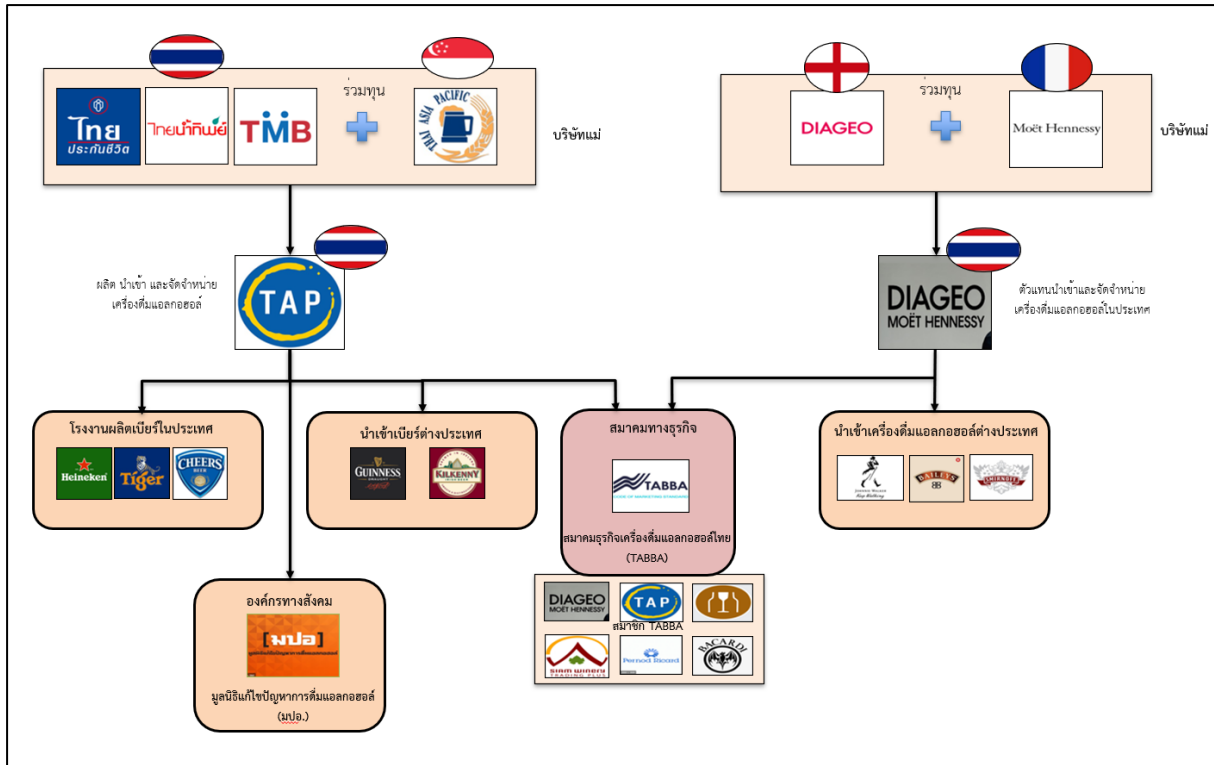 ร่วมทุน
ไทย
ประกันชีวิต
ไทยน้ำทิพย์
TMB
THAI ASIA PACIFIC
บริษัทแม่
ร่วมทุน
DIAGEO
Moët Hennessy
บริษัทแม่
ผลิต นำเข้า และจัดจำหน่าย
เครื่องดื่มแอลกอฮอล์
TAP
DIAGEO
MOËT HENNESSY
ตัวแทนนำเข้าและจัดจำหน่าย
เครื่องดื่มแอลกอฮอล์ในประเทศ
โรงงานผลิตเบียร์ในประเทศ
Heineken
Tiger
CHEERS
BEER
นำเข้าเบียร์ต่างประเทศ
GUINNESS
DRAUGHT
KILKENNY
สมาคมทางธุรกิจ
TABBA
CODE OF MARKETING STANDARDS
สมาคมธุรกิจเครื่องดื่มแอลกอฮอล์ไทย
(TABBA)
นำเข้าเครื่องดื่มแอลกอฮอล์ต่างประเทศ
JOHNNIE WALKER
Keep Walking
BAILEYS
SMIRNOFF
DIAGEO
MOËT HENNESSY
TAP
สมาชิก TABBA
SIAM WINERY
TRADING PLUS
Pernod Ricard
BACARDI
องค์กรทางสังคม
[มปอ]
มูลนิธิแก้ไขปัญหาการดื่มแอลกอฮอล์
(มปอ.)